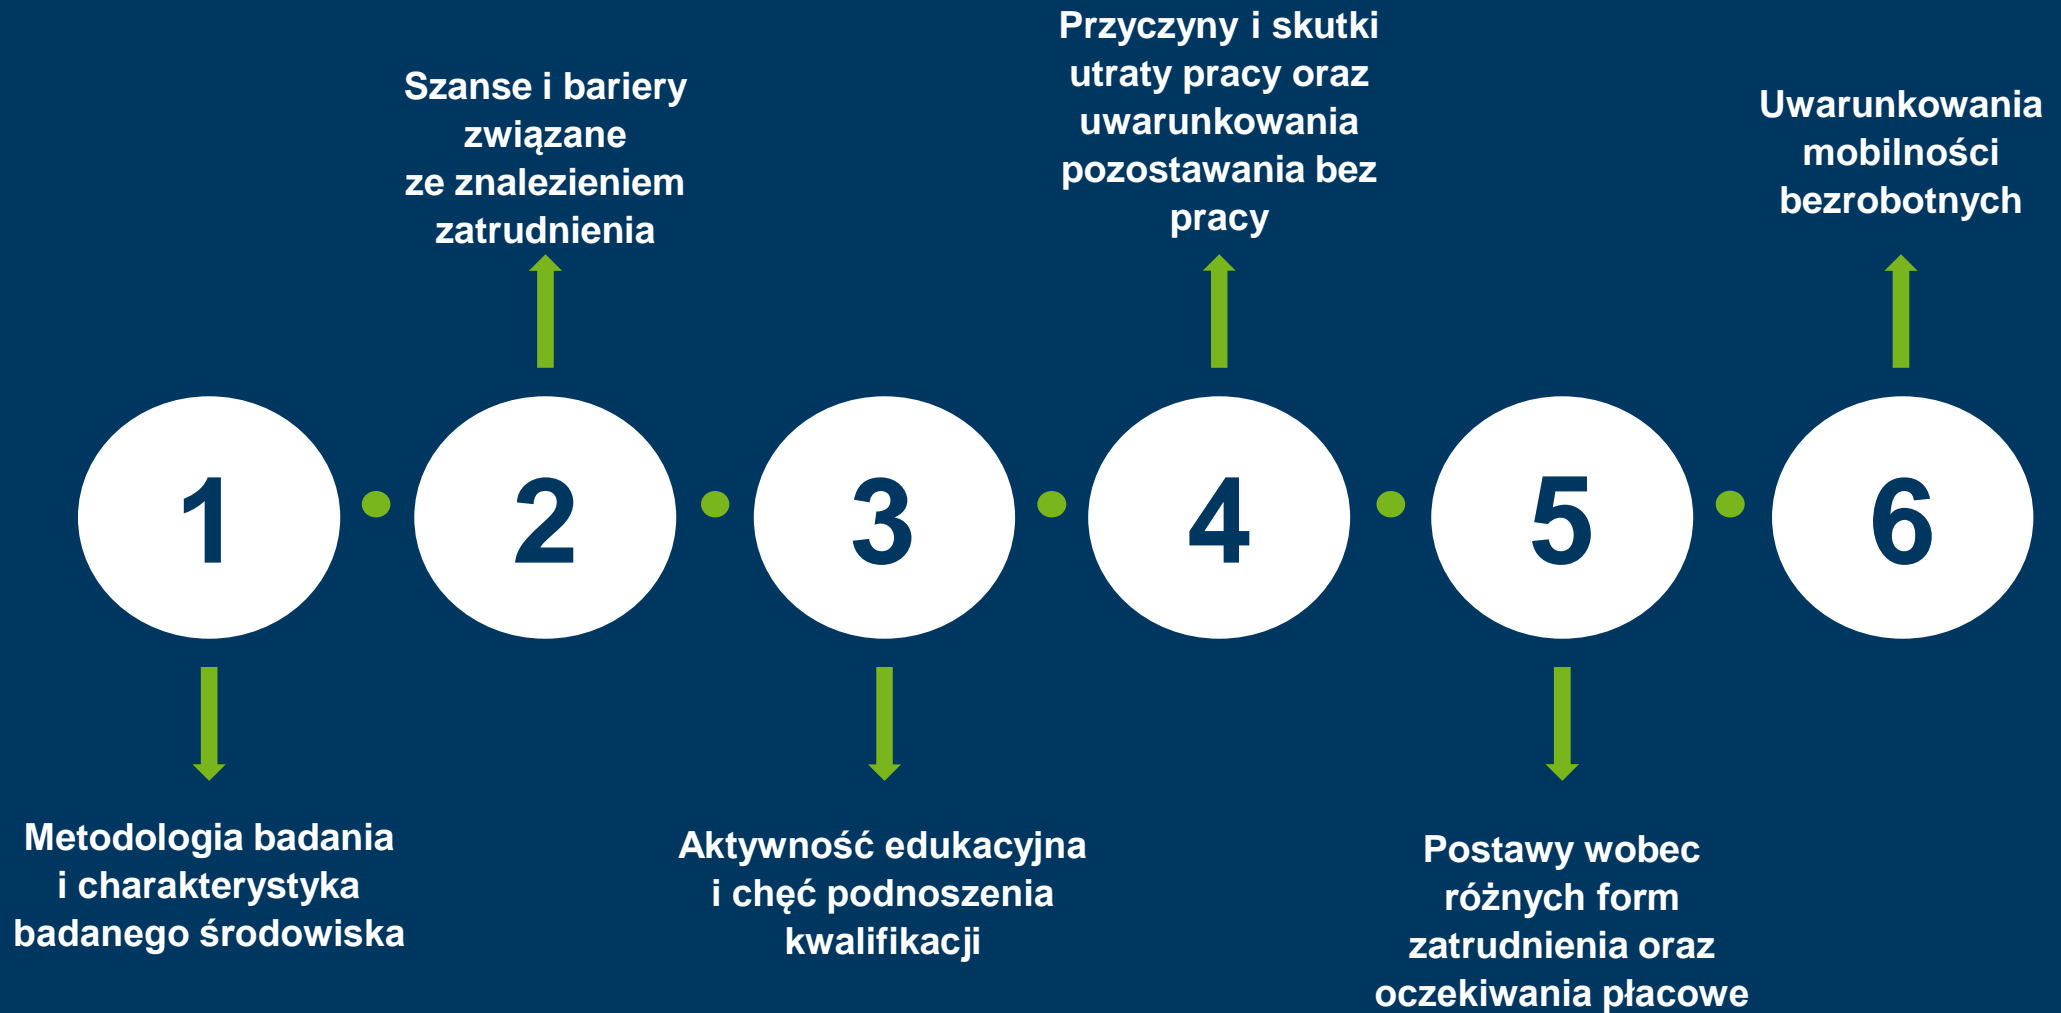 Przyczyny i skutki
utraty pracy oraz
uwarunkowania
pozostawania bez
pracy
Szanse i bariery
związane
ze znalezieniem
zatrudnienia
Uwarunkowania
mobilności
bezrobotnych
1
2
3
4
5
6
Metodologia badania
i charakterystyka
badanego środowiska
Aktywność edukacyjna
i chęć podnoszenia
kwalifikacji
Postawy wobec
różnych form
zatrudnienia oraz
oczekiwania płacowe